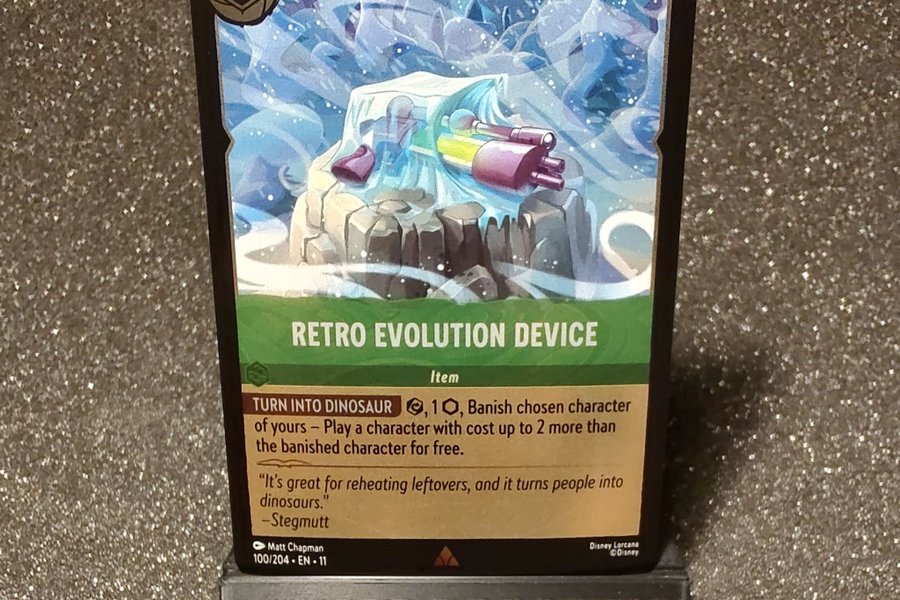 RETRO EVOLUTION DEVICE
Item
TURN INTO DINOSAUR , 1 , Banish chosen character
of yours – Play a character with cost up to 2 more than
the banished character for free.
"It's great for reheating leftovers, and it turns people into
dinosaurs."
–Stegmutt
Matt Chapman
100/204 • EN • 11
Disney Lorcana
©Disney